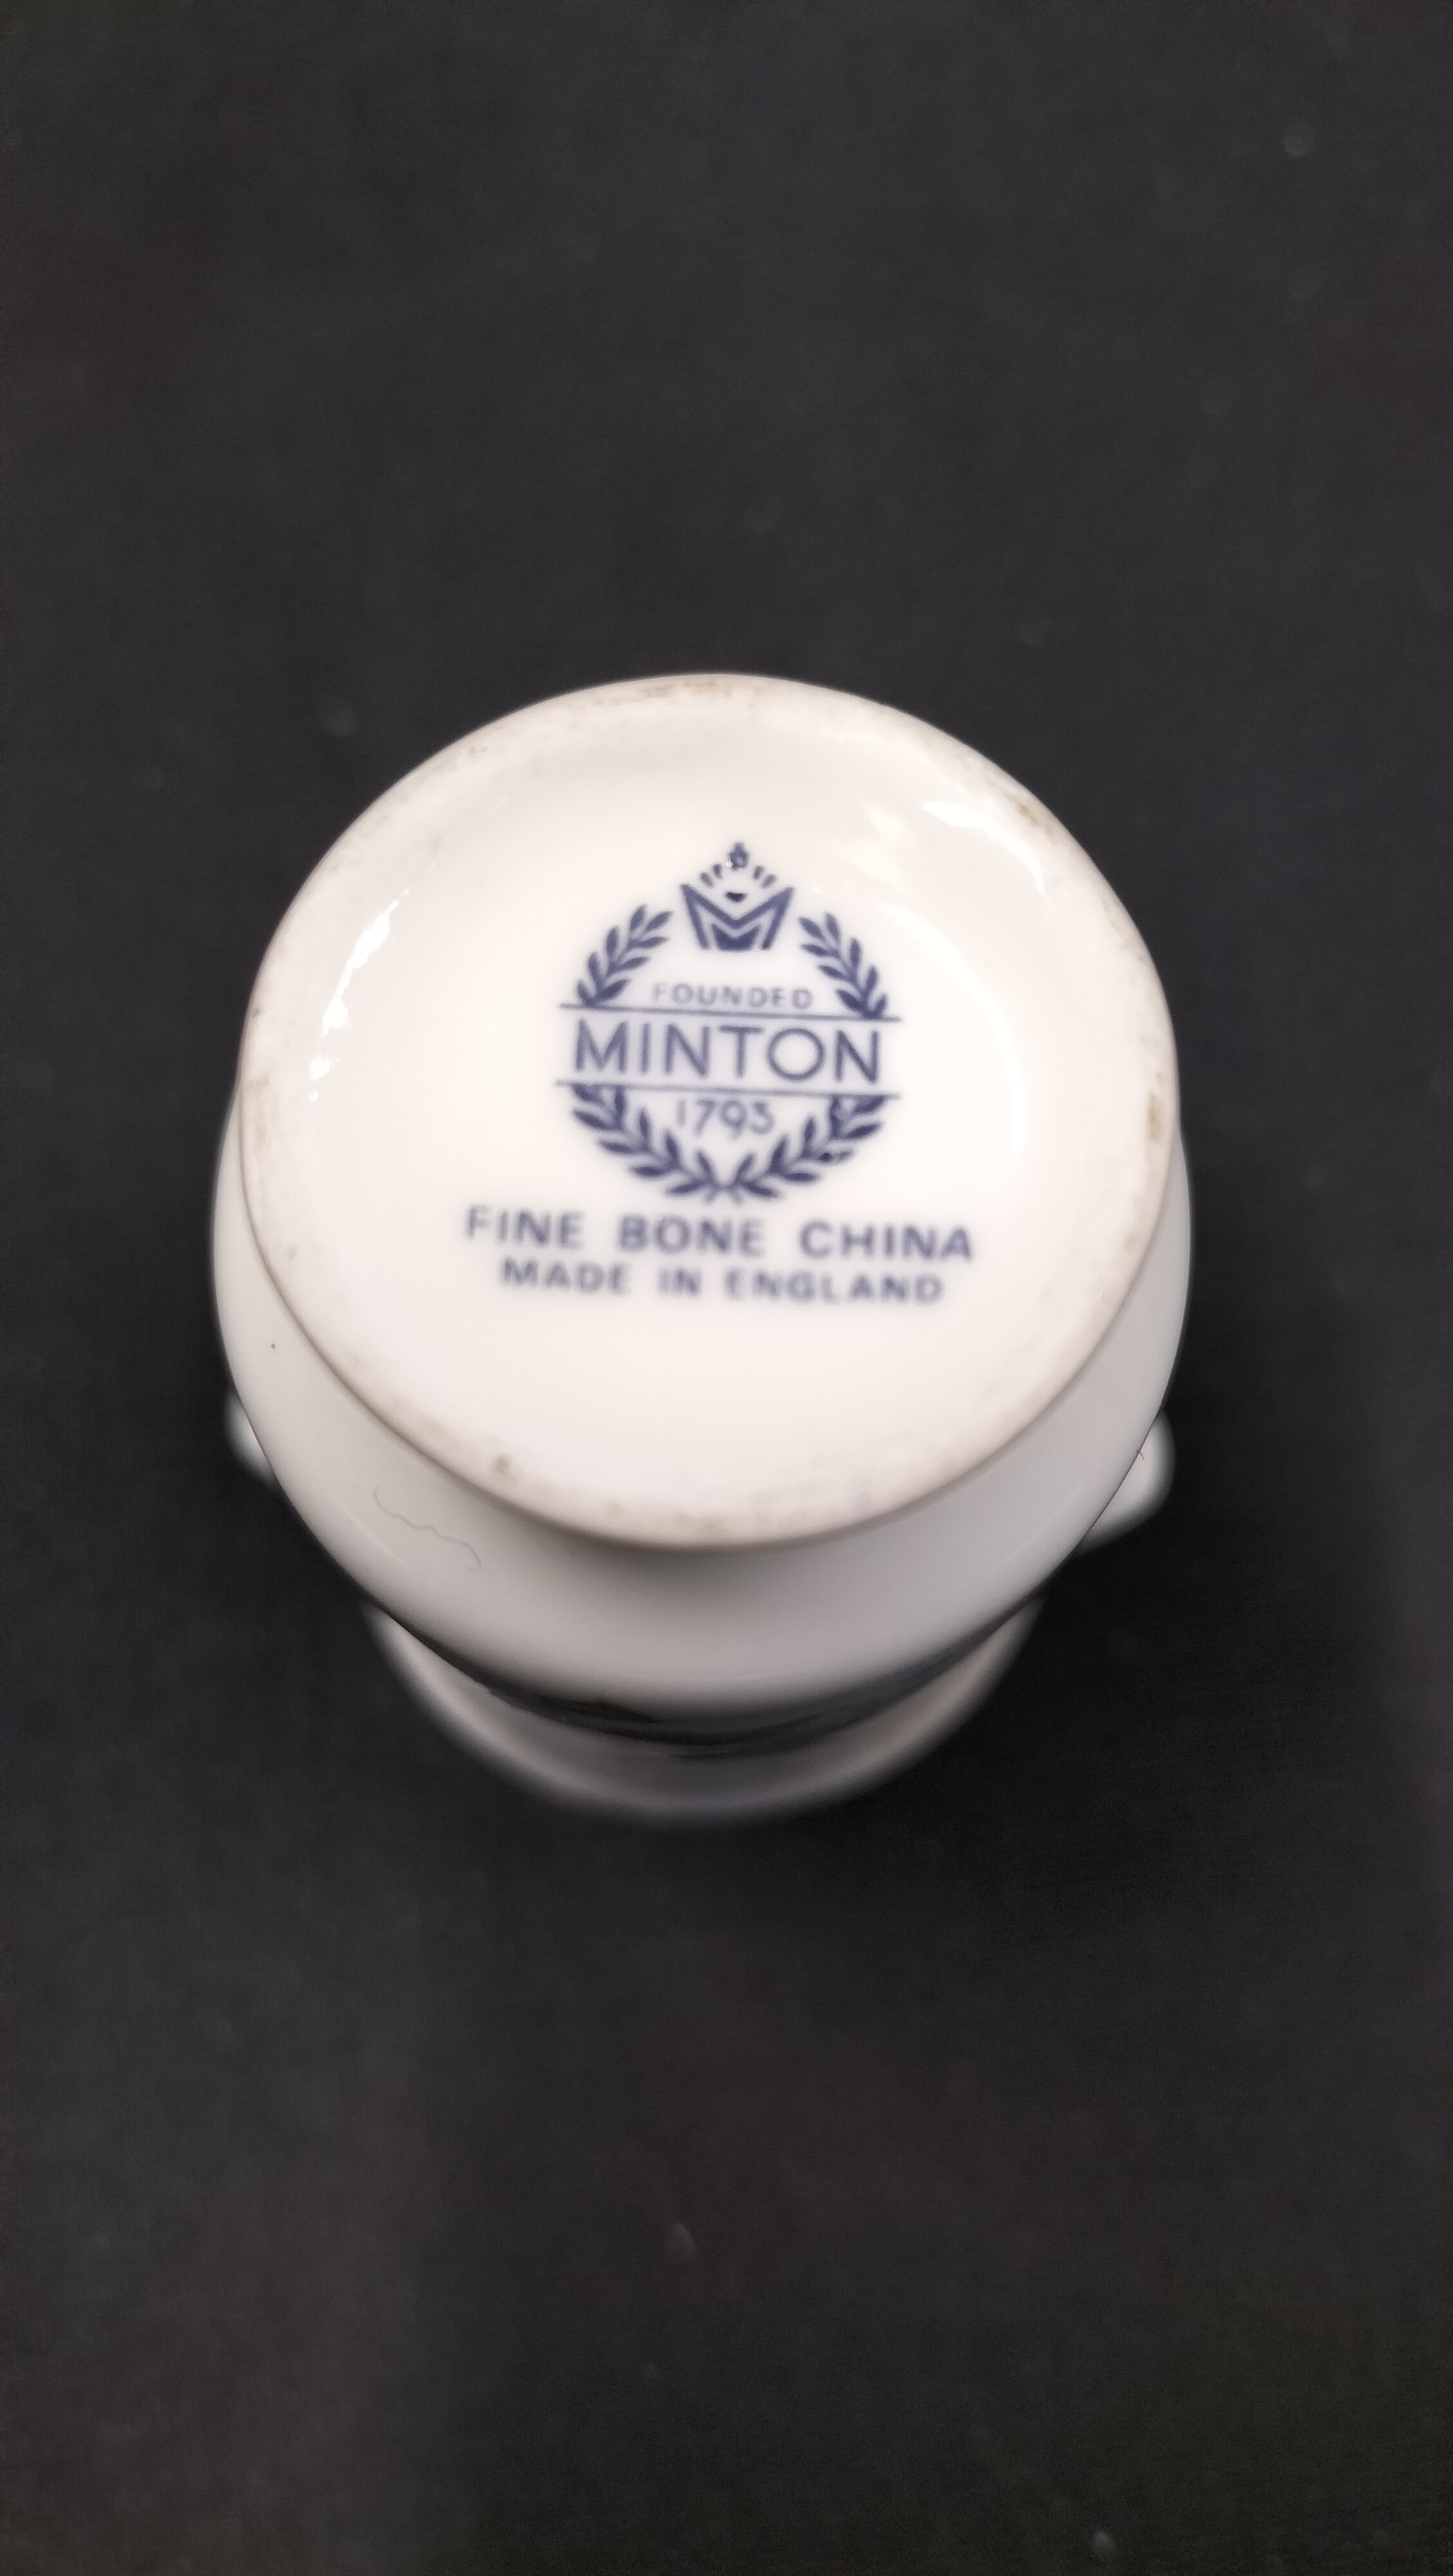 FOUNDED
MINTON
1793
FINE BONE CHINA
MADE IN ENGLAND